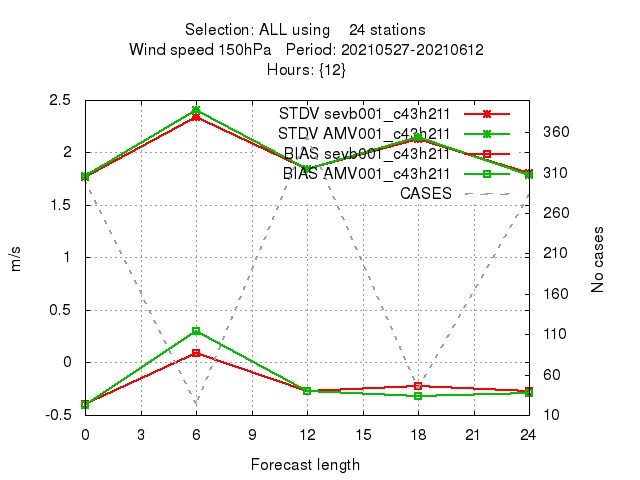 Selection: ALL using    24 stations
Wind speed 150hPa   Period: 20210527-20210612
Hours: {12}
2.5
2
1.5
1
0.5
0
-0.5
m/s
STDV sevb001_c43h211
STDV AMV001_c43h211
BIAS sevb001_c43h211
BIAS AMV001_c43h211
CASES
360
310
260
210
160
110
60
10
No cases
0 3 6 9 12 15 18 21 24
Forecast length